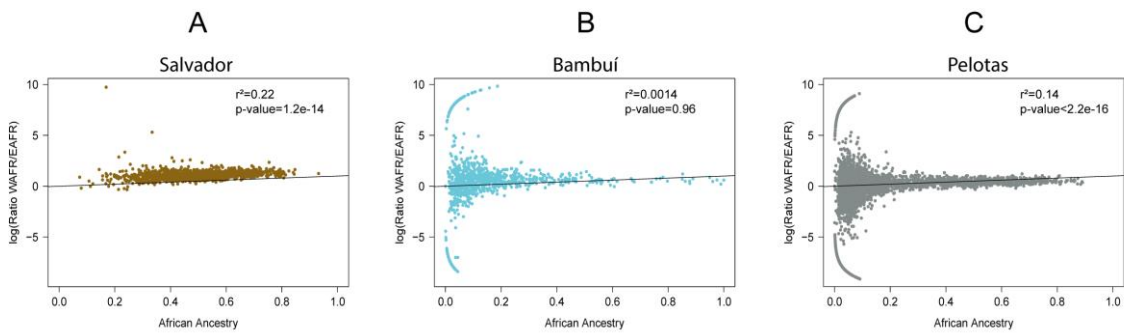 A
Salvador
r²=0.22
p-value=1.2e-14
10
5
0
−5
log(Ratio WAFR/EAFR)
0.0 0.2 0.4 0.6 0.8 1.0
African Ancestry
B
Bambuí
r²=0.0014
p-value=0.96
10
5
0
−5
log(Ratio WAFR/EAFR)
0.0 0.2 0.4 0.6 0.8 1.0
African Ancestry
C
Pelotas
r²=0.14
p-value<2.2e-16
10
5
0
−5
log(Ratio WAFR/EAFR)
0.0 0.2 0.4 0.6 0.8 1.0
African Ancestry